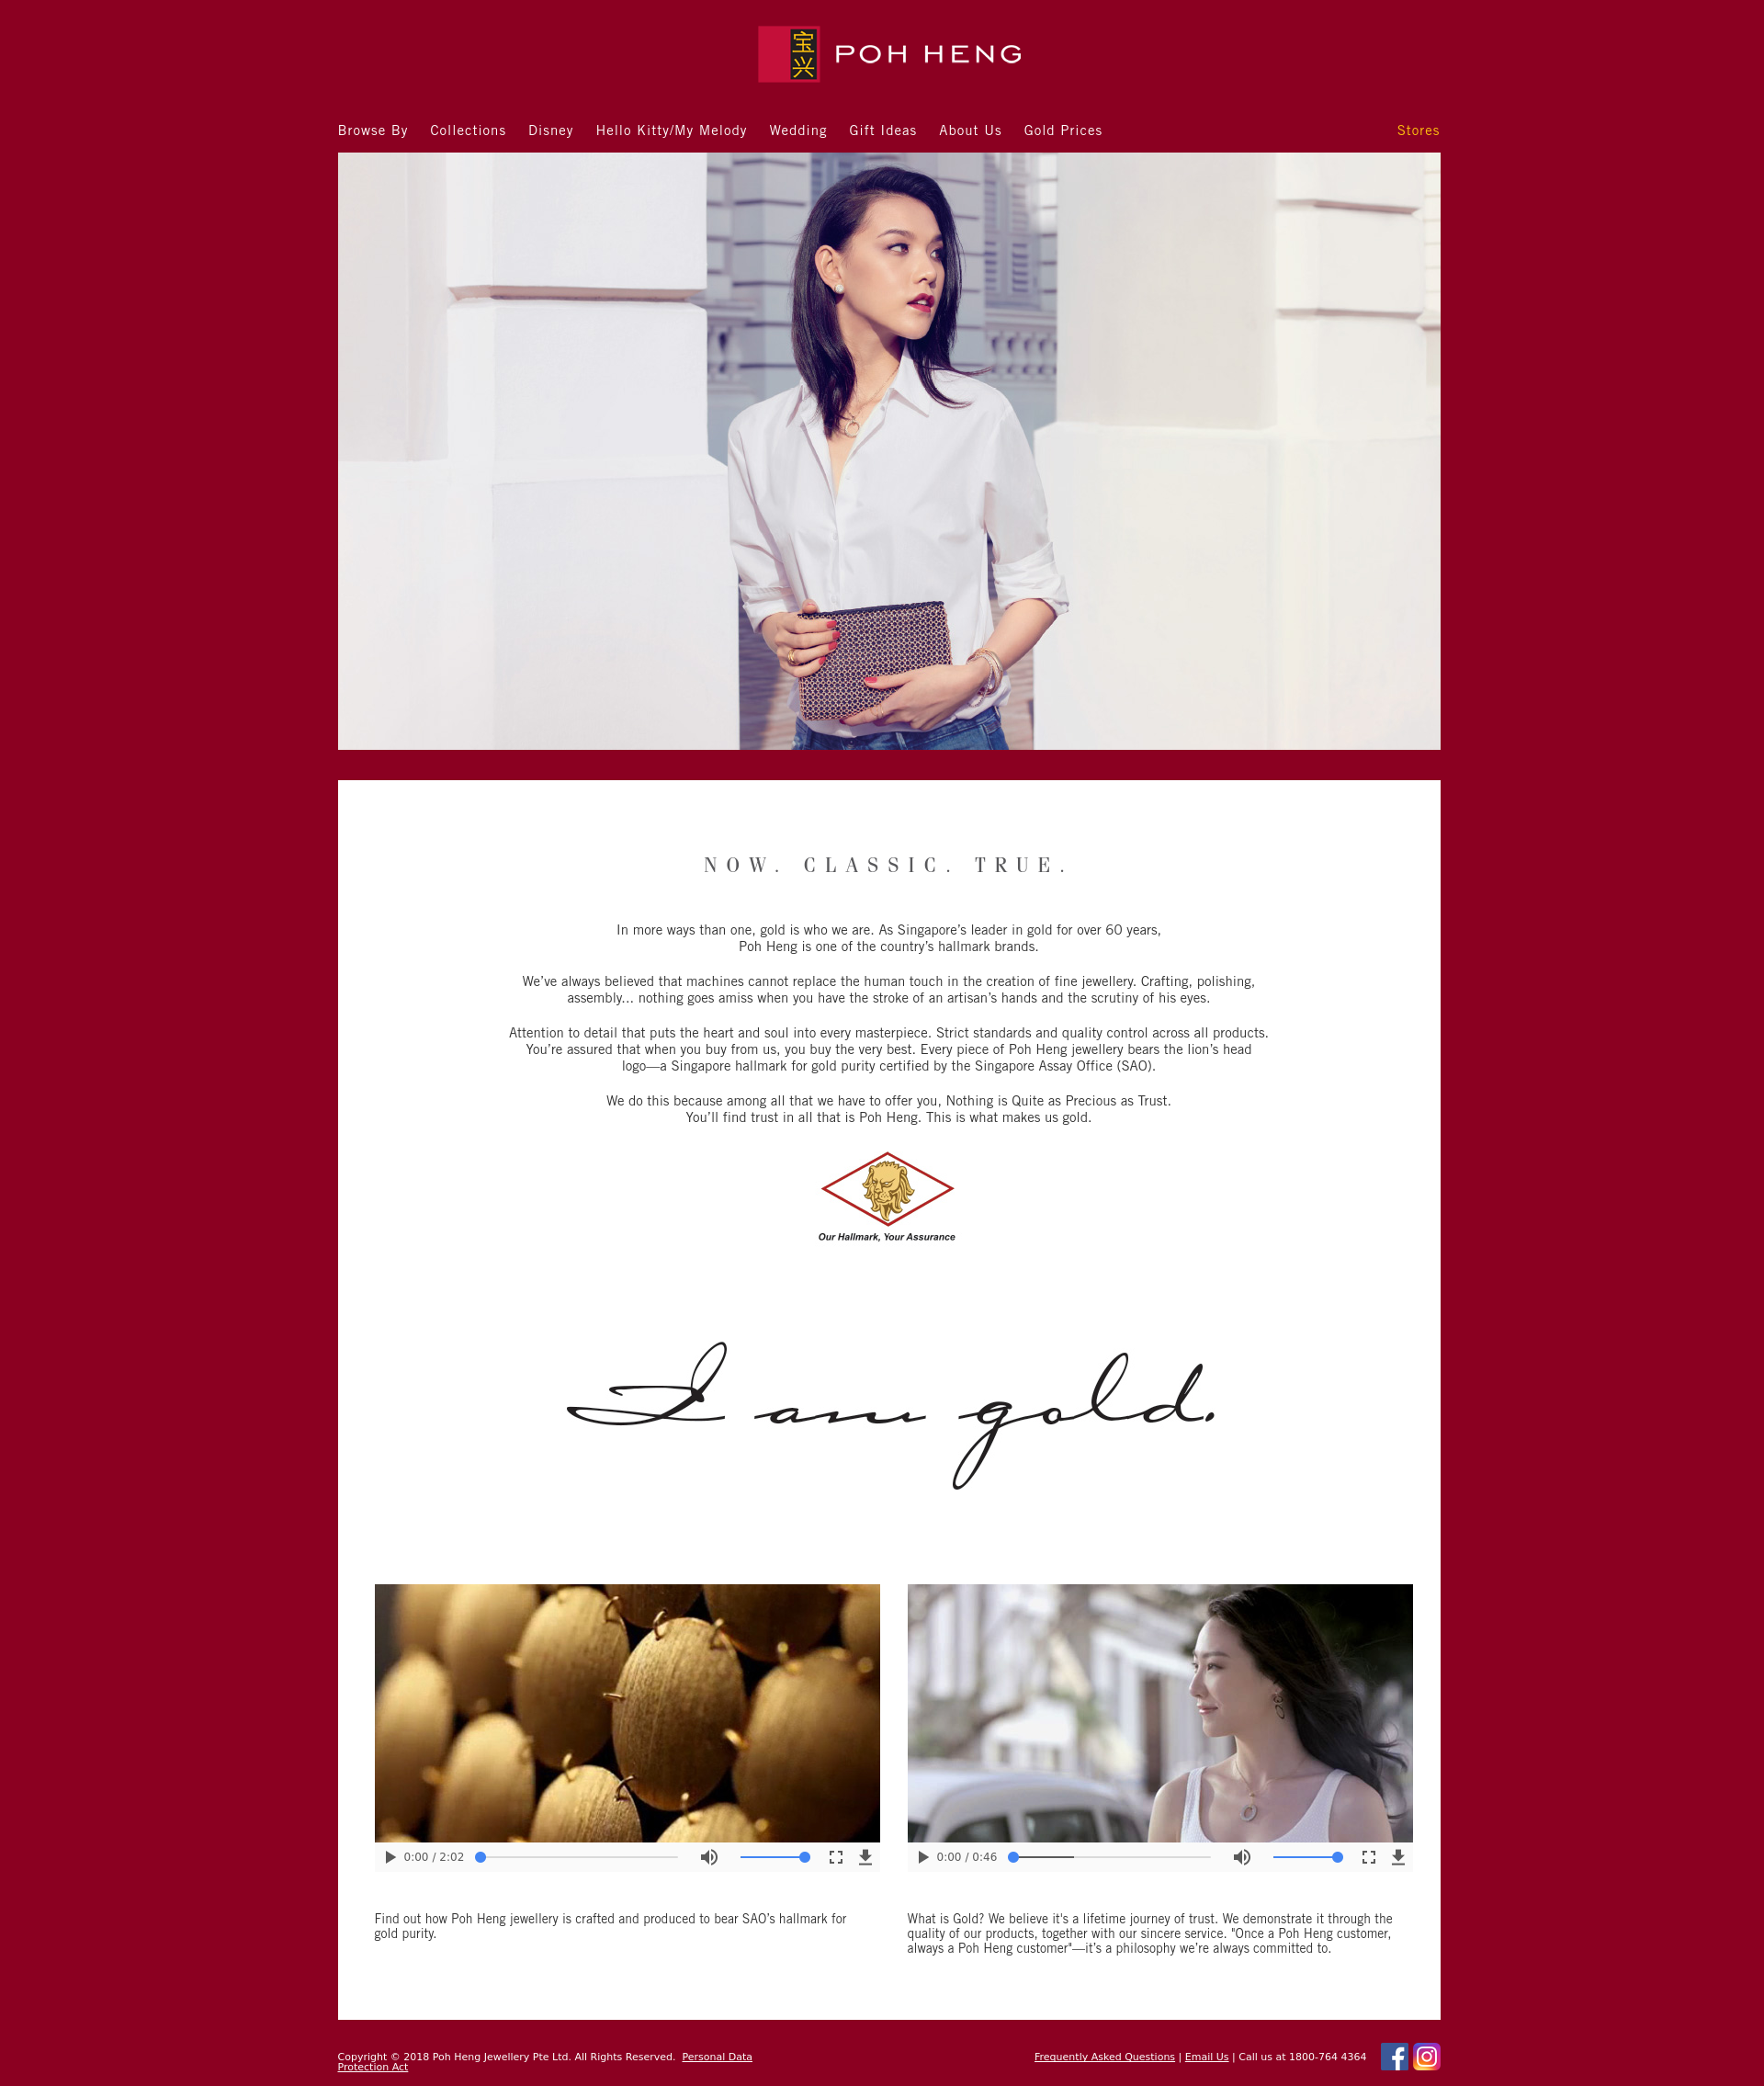 宝兴
POH HENG
Browse By Collections Disney Hello Kitty/My Melody Wedding Gift Ideas About Us Gold Prices Stores
NOW. CLASSIC. TRUE.
In more ways than one, gold is who we are. As Singapore’s leader in gold for over 60 years,
Poh Heng is one of the country’s hallmark brands.
We’ve always believed that machines cannot replace the human touch in the creation of fine jewellery. Crafting, polishing,
assembly... nothing goes amiss when you have the stroke of an artisan’s hands and the scrutiny of his eyes.
Attention to detail that puts the heart and soul into every masterpiece. Strict standards and quality control across all products.
You’re assured that when you buy from us, you buy the very best. Every piece of Poh Heng jewellery bears the lion’s head
logo—a Singapore hallmark for gold purity certified by the Singapore Assay Office (SAO).
We do this because among all that we have to offer you, Nothing is Quite as Precious as Trust.
You’ll find trust in all that is Poh Heng. This is what makes us gold.
Our Hallmark, Your Assurance
I am gold.
0:00 / 2:02
0:00 / 0:46
Find out how Poh Heng jewellery is crafted and produced to bear SAO’s hallmark for
gold purity.
What is Gold? We believe it's a lifetime journey of trust. We demonstrate it through the
quality of our products, together with our sincere service. "Once a Poh Heng customer,
always a Poh Heng customer"—it’s a philosophy we’re always committed to.
Copyright © 2018 Poh Heng Jewellery Pte Ltd. All Rights Reserved. Personal Data
Protection Act
Frequently Asked Questions | Email Us | Call us at 1800-764 4364